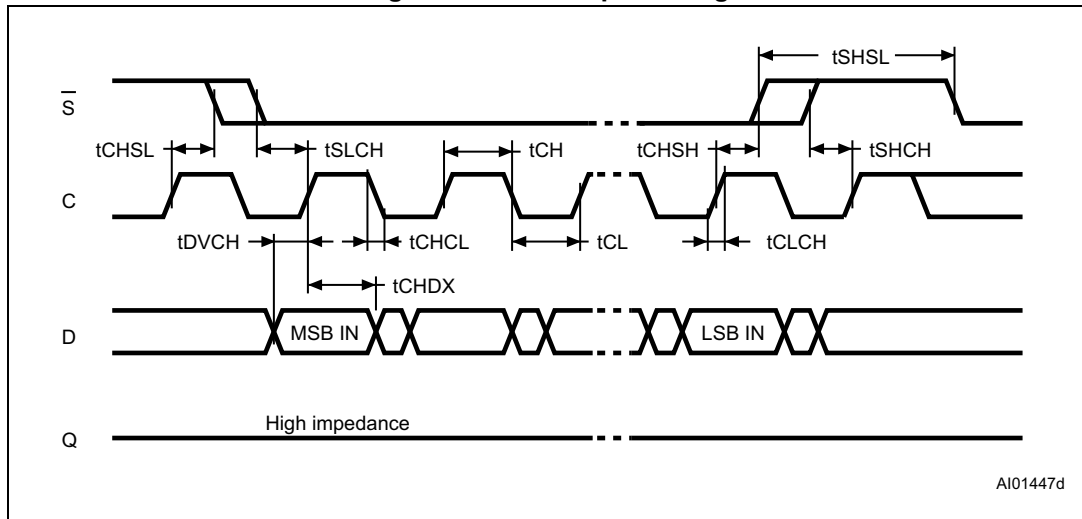 tSHSL
S
tCHSL
tSLCH
tCH
tCHSH
tSHCH
C
tDVCH
tCHCL
tCL
tCLCH
tCHDX
D
MSB IN
LSB IN
High impedance
Q
AI01447d